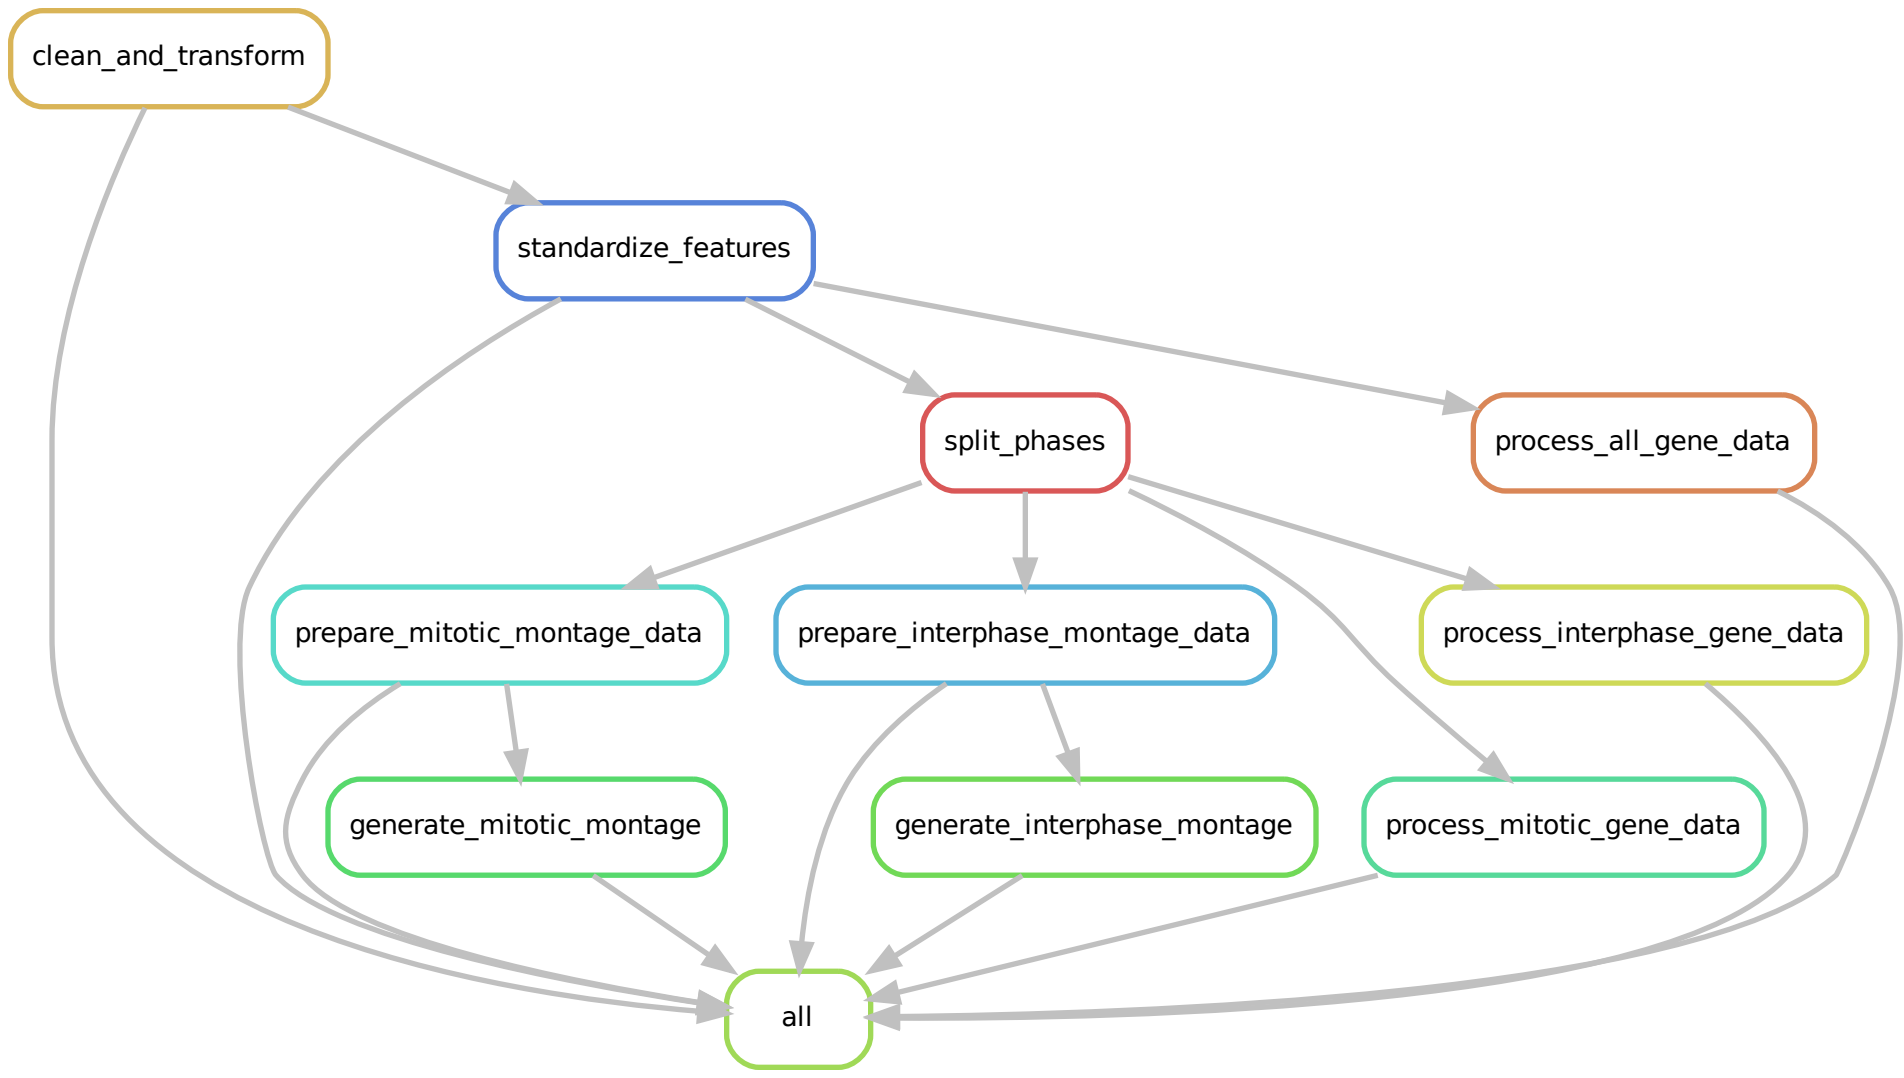 clean_and_transform
standardize_features
split_phases
process_all_gene_data
prepare_mitotic_montage_data
prepare_interphase_montage_data
process_interphase_gene_data
generate_mitotic_montage
generate_interphase_montage
process_mitotic_gene_data
all